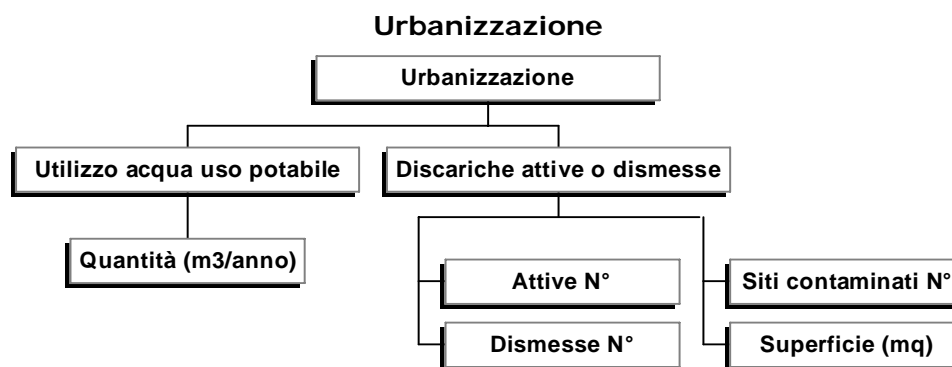 Urbanizzazione
Urbanizzazione
Utilizzo acqua uso potabile
Discariche attive o dismesse
Quantità (m3/anno)
Attive N°
Siti contaminati N°
Dismesse N°
Superficie (mq)